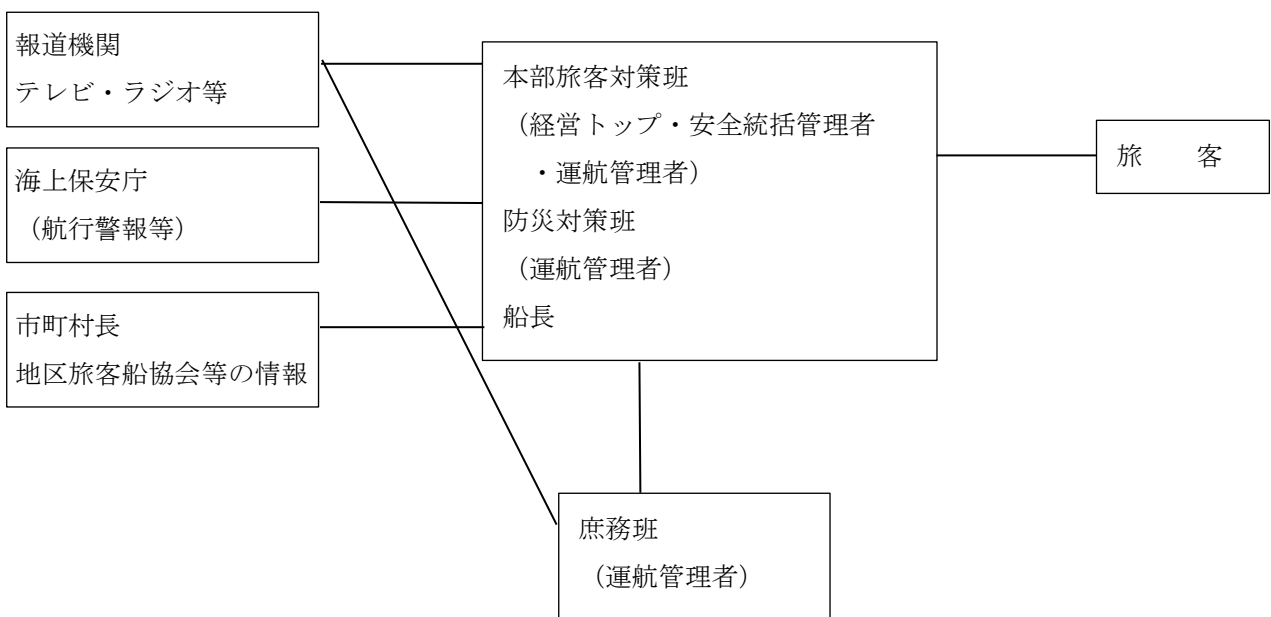 報道機関
テレビ・ラジオ等
海上保安庁
（航行警報等）
市町村長
地区旅客船協会等の情報
本部旅客対策班
（経営トップ・安全統括管理者
・運航管理者）
防災対策班
（運航管理者）
船長
旅　　客
庶務班
（運航管理者）